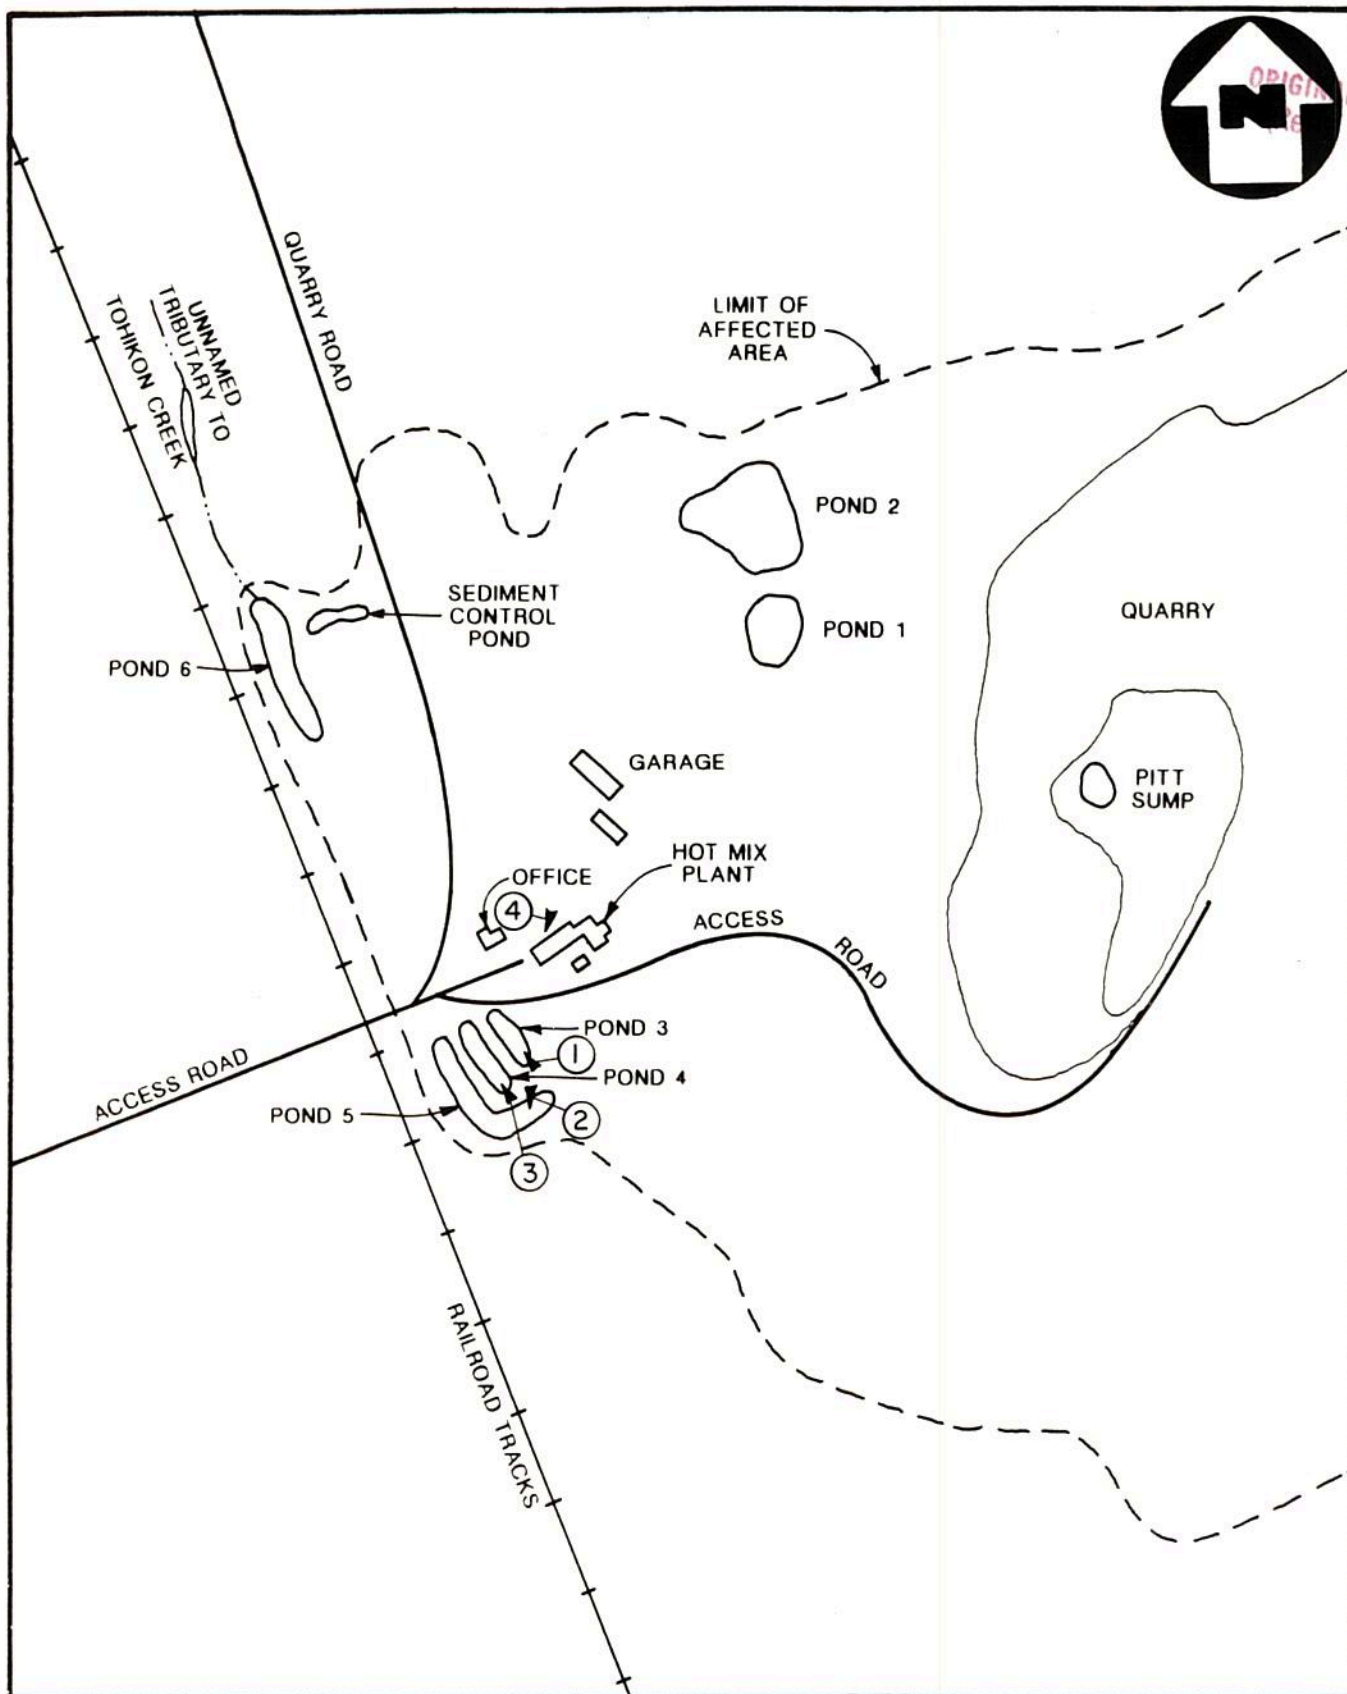 ORIGINA
N
QUARRY ROAD
UNNAMED
TRIBUTARY TO
TOHIKON CREEK
LIMIT OF
AFFECTED
AREA
POND 2
SEDIMENT
CONTROL
POND
POND 1
QUARRY
POND 6
GARAGE
PITT
SUMP
HOT MIX
PLANT
OFFICE
4
ACCESS
ROAD
POND 3
1
POND 4
ACCESS ROAD
POND 5
2
3
RAILROAD TRACKS